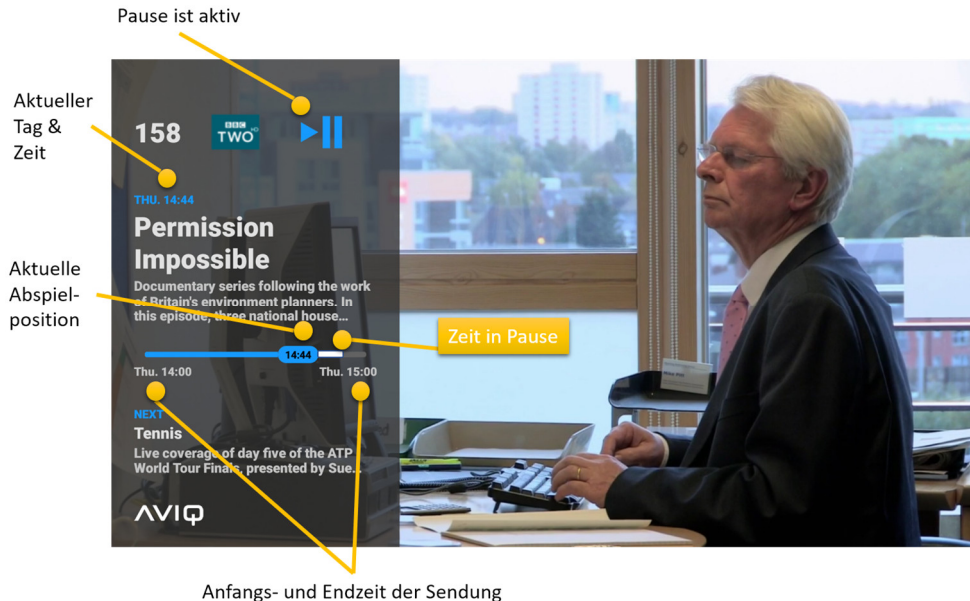 Pause ist aktiv
Aktueller
Tag &
Zeit
158
BBC
TWO
HD
THU. 14:44
Permission
Impossible
Documentary series following the work
of Britain's environment planners. In
this episode, three national house...
Aktuelle
Abspiel-
position
14:44
Zeit in Pause
Thu. 14:00
Thu. 15:00
NEXT
Tennis
Live coverage of day five of the ATP
World Tour Finals, presented by Sue...
AVIQ
Anfangs- und Endzeit der Sendung